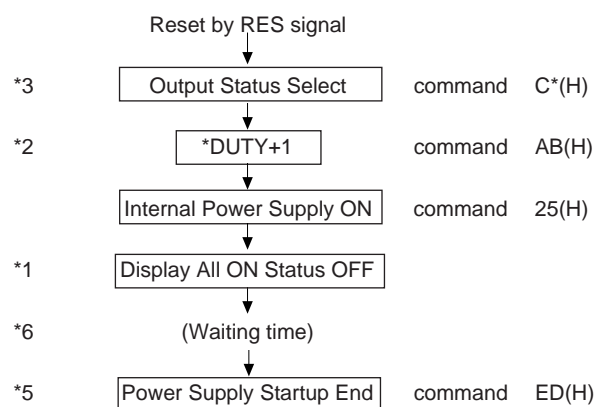 Reset by RES signal
*3 Output Status Select command C*(H)
*2 *DUTY+1 command AB(H)
Internal Power Supply ON command 25(H)
*1 Display All ON Status OFF
*6 (Waiting time)
*5 Power Supply Startup End command ED(H)